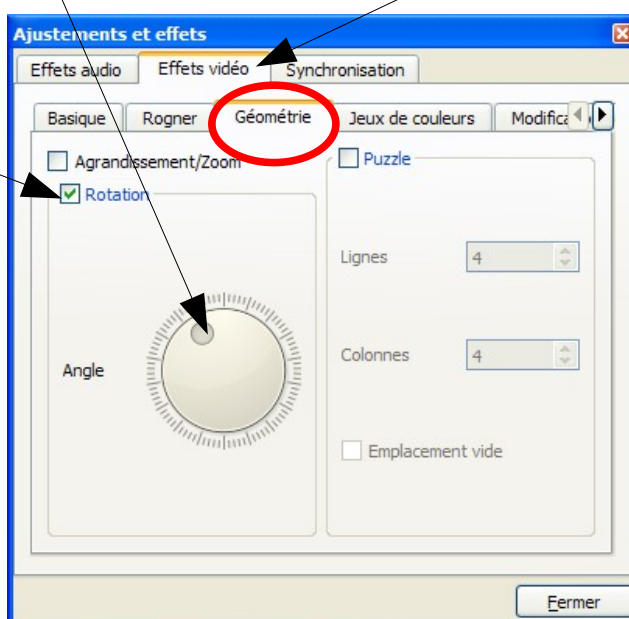 Ajustements et effets
Effets audio Effets vidéo Synchronisation
Basique Rogner Géométrie Jeux de couleurs Modifica
Agrandissement/Zoom
Puzzle
Rotation
Lignes 4
Angle
Colonnes 4
Emplacement vide
Fermer